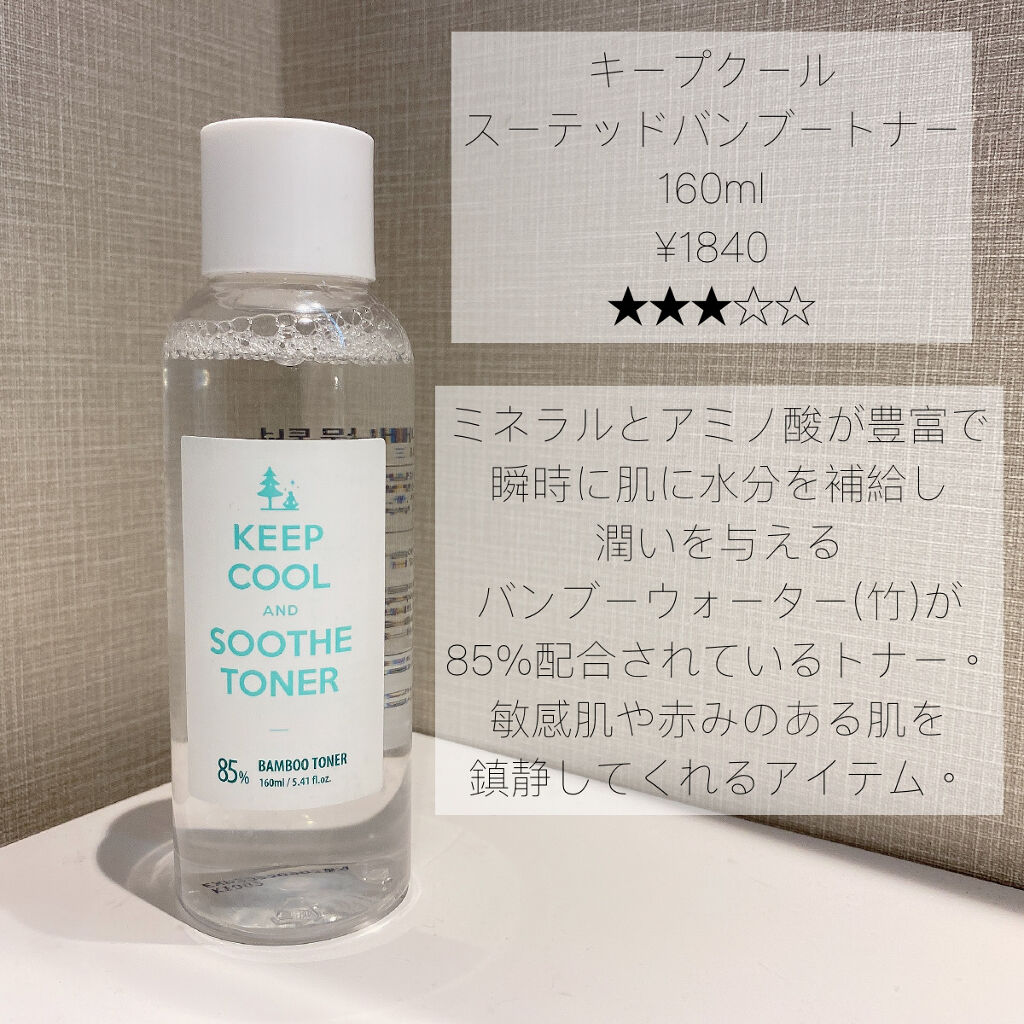 キープクール
スーテッドバンブートナー
160ml
¥1840
★★★☆☆
ミネラルとアミノ酸が豊富で
瞬時に肌に水分を補給し
潤いを与える
バンブーウォーター(竹)が
85%配合されているトナー。
敏感肌や赤みのある肌を
鎮静してくれるアイテム。
KEEP
COOL
AND
SOOTHE
TONER
85% BAMBOO TONER
160ml / 5.41 fl.oz.